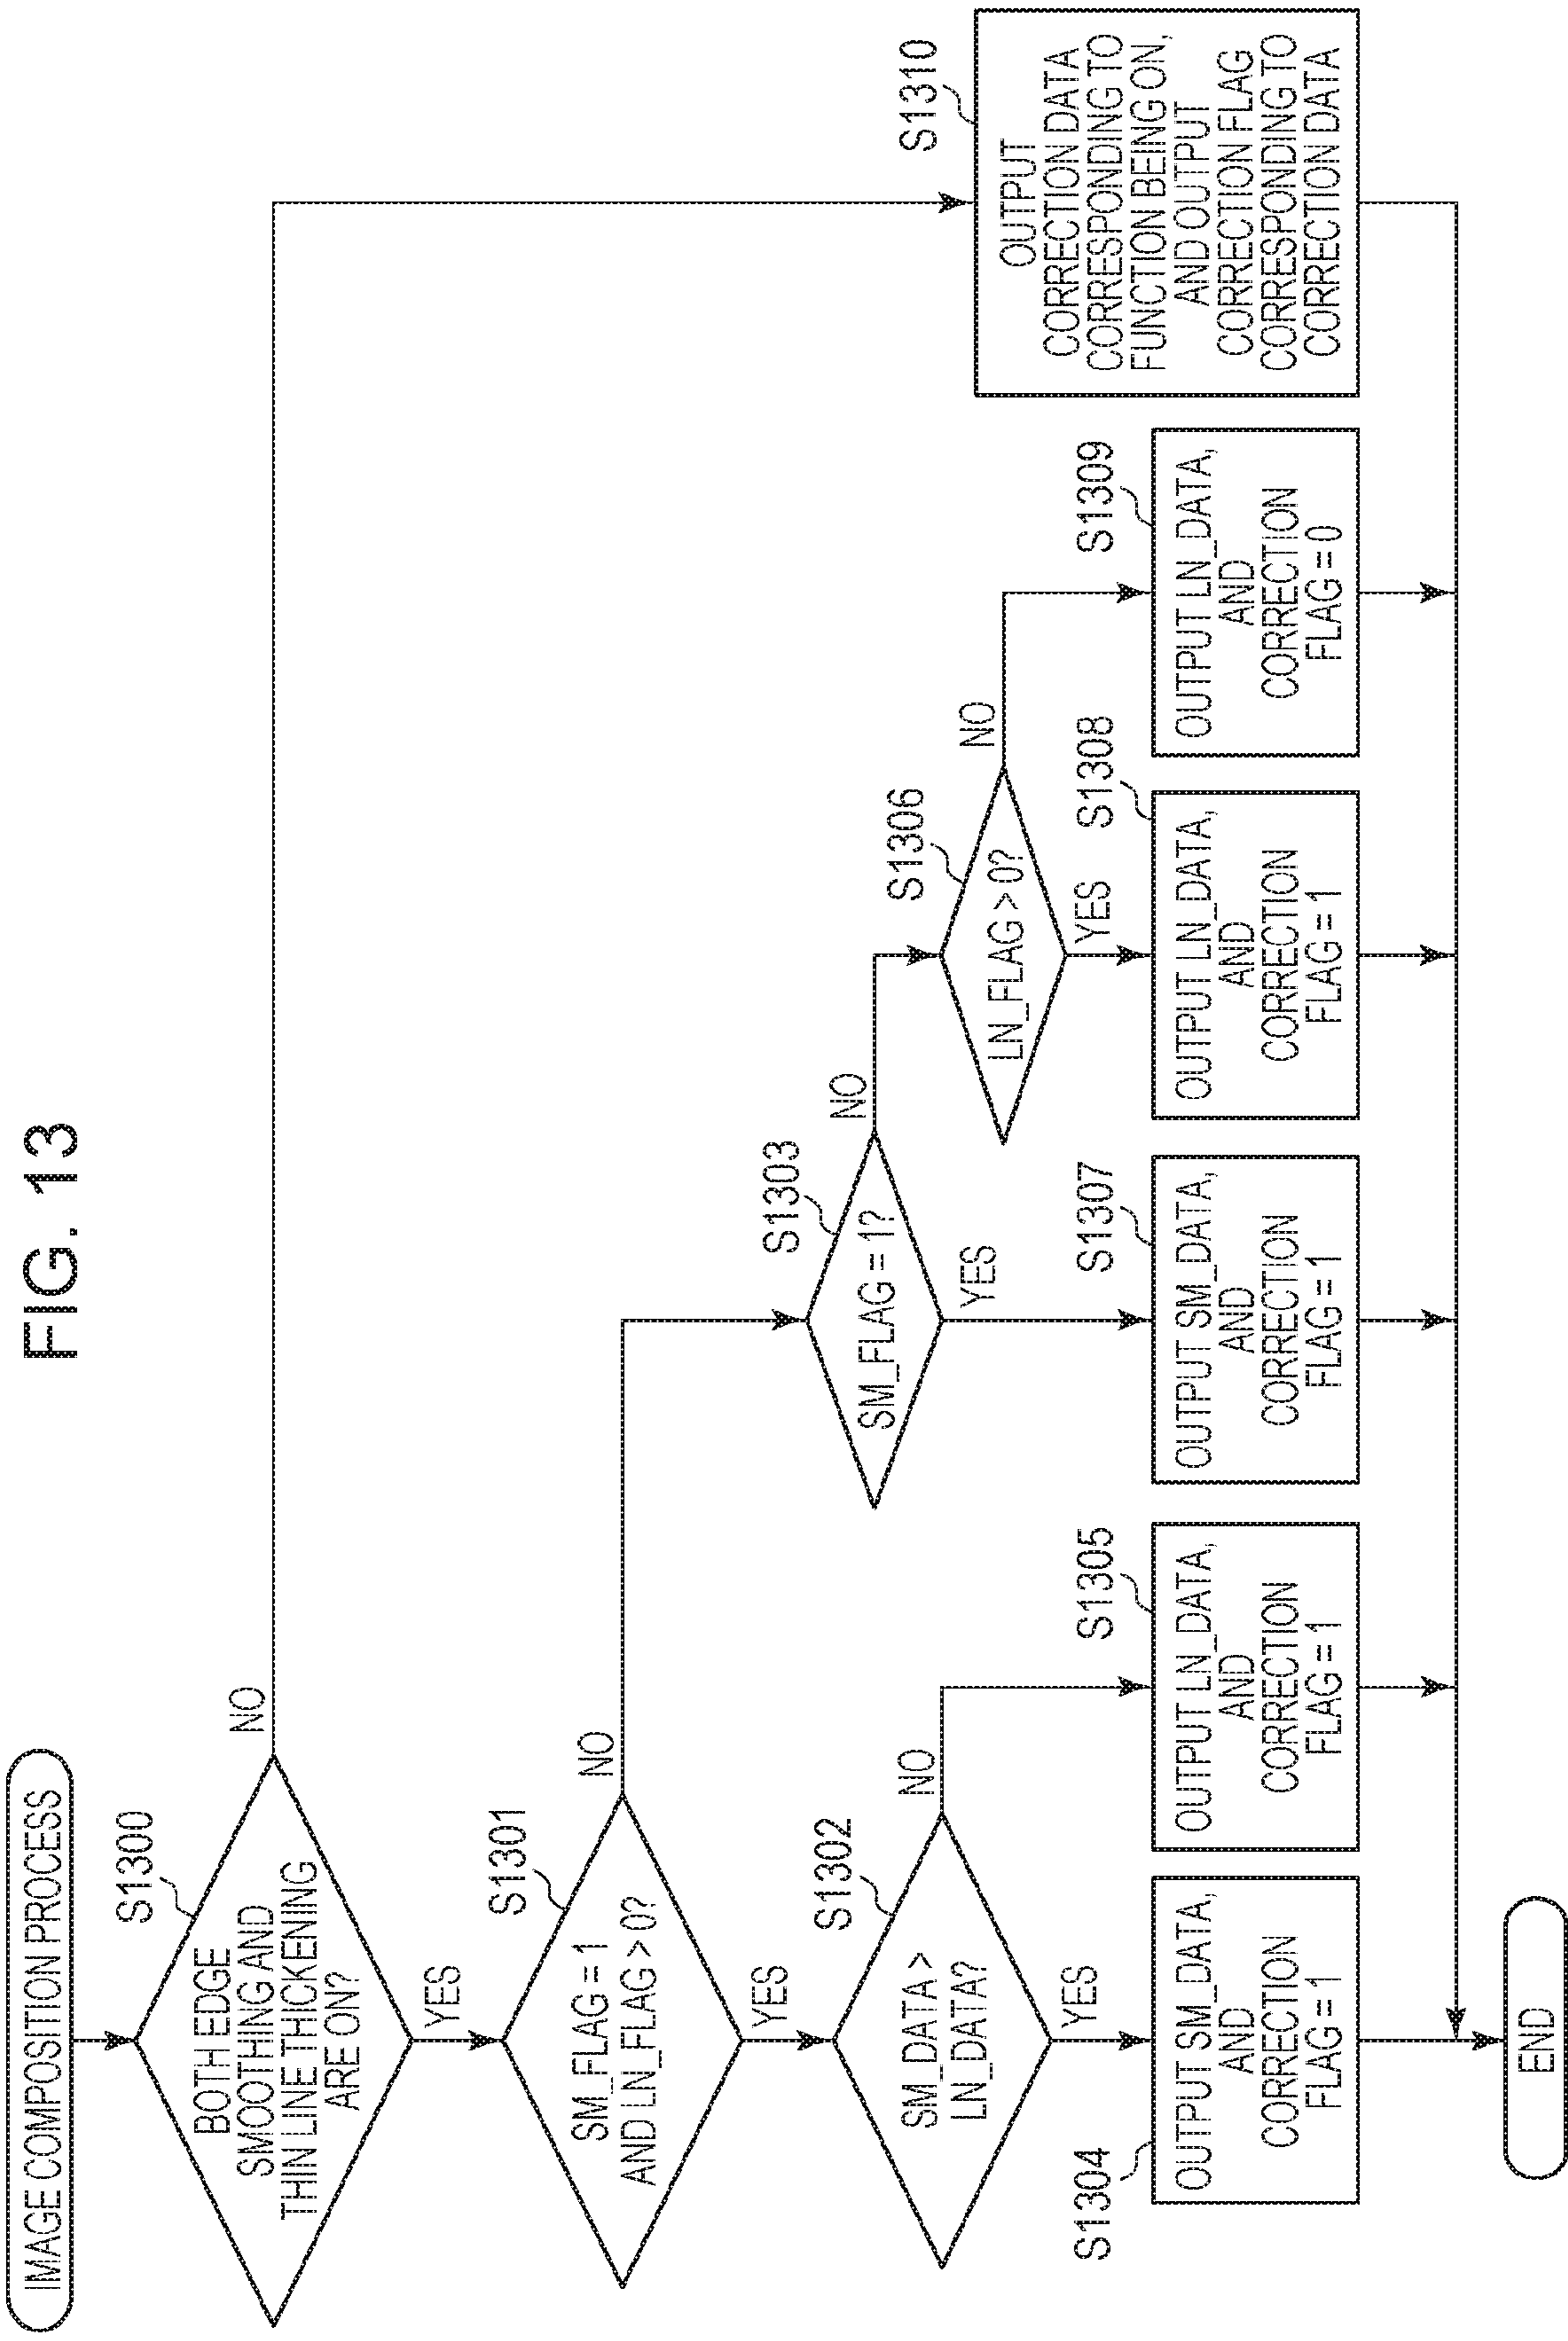 FIG. 13
IMAGE COMPOSITION PROCESS
S1300
BOTH EDGE
SMOOTHING AND
THIN LINE THICKENING
ARE ON?
NO
YES
S1301
SM_FLAG = 1
AND LN_FLAG > 0?
NO
YES
S1302
SM_DATA >
LN_DATA?
NO
YES
S1303
SM_FLAG = 1?
NO
YES
S1306
LN_FLAG > 0?
NO
YES
S1304
OUTPUT SM_DATA,
AND
CORRECTION
FLAG = 1
S1305
OUTPUT LN_DATA,
AND
CORRECTION
FLAG = 1
S1307
OUTPUT SM_DATA,
AND
CORRECTION
FLAG = 1
S1308
OUTPUT LN_DATA,
AND
CORRECTION
FLAG = 1
S1309
OUTPUT LN_DATA,
AND
CORRECTION
FLAG = 0
S1310
OUTPUT
CORRECTION DATA
CORRESPONDING TO
FUNCTION BEING ON,
AND OUTPUT
CORRECTION FLAG
CORRESPONDING TO
CORRECTION DATA
END